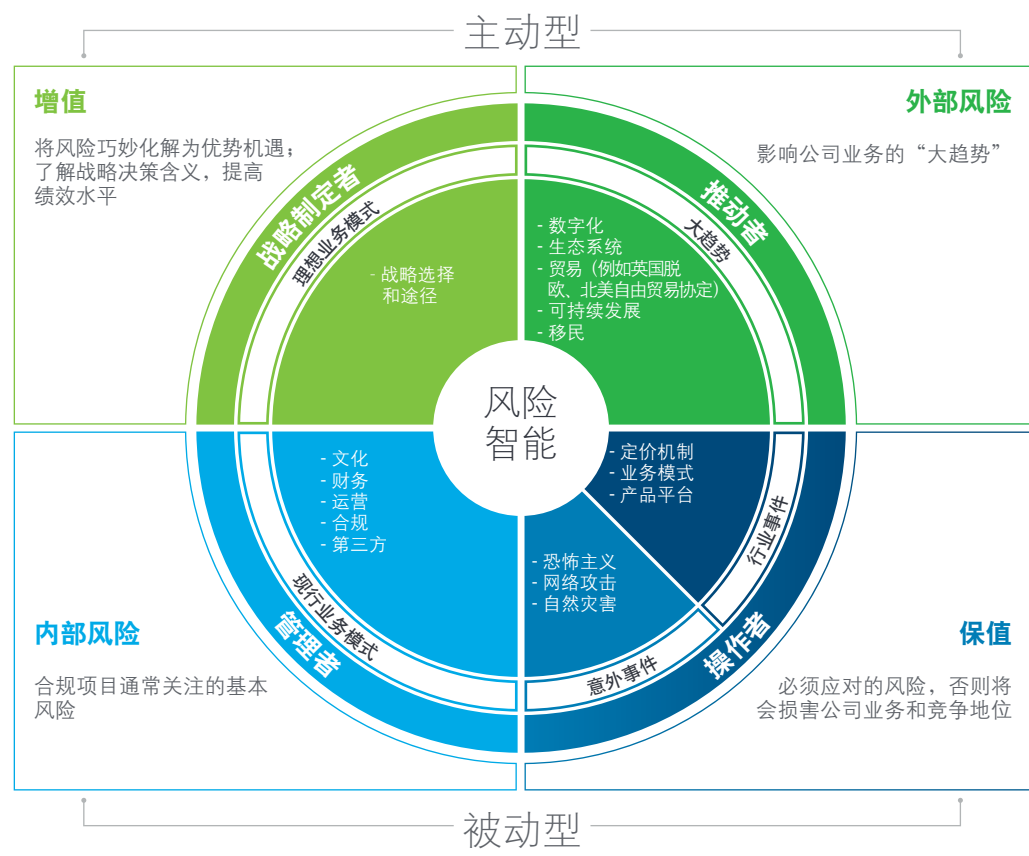 主动型
增值
将风险巧妙化解为优势机遇；
了解战略决策含义，提高
绩效水平
外部风险
影响公司业务的“大趋势”
战略制定者
理想业务模式
- 战略选择
和途径
推动者
大趋势
- 数字化
- 生态系统
- 贸易（例如英国脱
欧、北美自由贸易协定）
- 可持续发展
- 移民
风险
智能
- 文化
- 财务
- 运营
- 合规
- 第三方
现行业务模式
管理者
- 定价机制
- 业务模式
- 产品平台
行业事件
- 恐怖主义
- 网络攻击
- 自然灾害
意外事件
操作者
内部风险
合规项目通常关注的基本
风险
保值
必须应对的风险，否则将
会损害公司业务和竞争地位
被动型